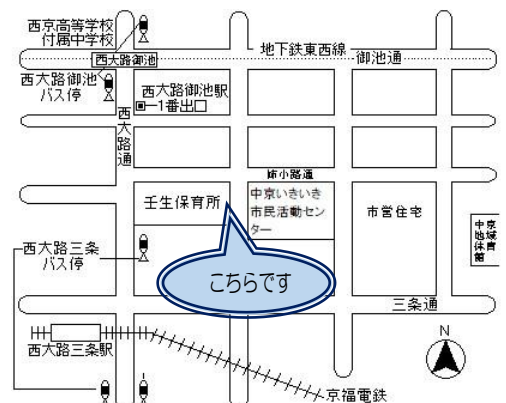 西京高等学校
付属中学校
地下鉄東西線
御池通
西大路御池
西大路御池
バス停
西大路御池駅
1番出口
西大路通
姉小路通
壬生保育所
中京いきいき
市民活動セン
ター
市営住宅
中京
地域
体育
館
西大路三条
バス停
こちらです
三条通
N
西大路三条駅
京福電鉄